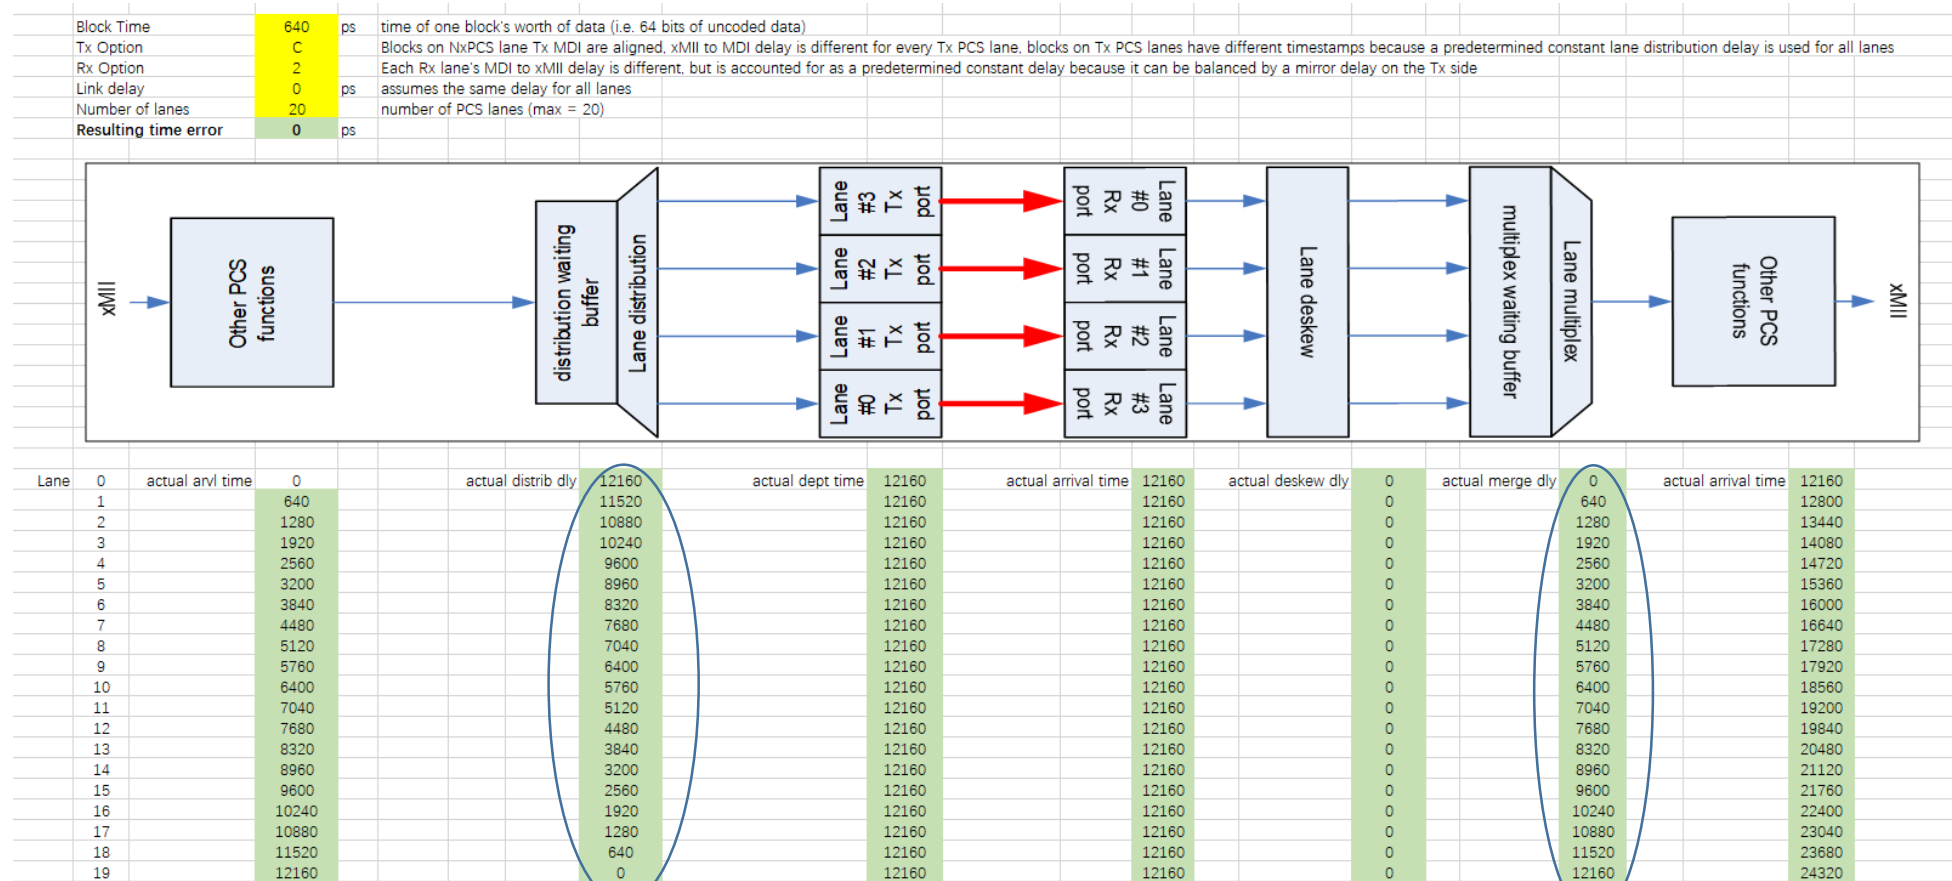 Block Time 640 ps time of one block's worth of data (i.e. 64 bits of uncoded data)
Tx Option C Blocks on NxPCS lane Tx MDI are aligned, xMII to MDI delay is different for every Tx PCS lane, blocks on Tx PCS lanes have different timestamps because a predetermined constant lane distribution delay is used for all lanes
Rx Option 2 Each Rx lane's MDI to xMII delay is different, but is accounted for as a predetermined constant delay because it can be balanced by a mirror delay on the Tx side
Link delay 0 ps assumes the same delay for all lanes
Number of lanes 20 number of PCS lanes (max = 20)
Resulting time error 0 ps
xMII
Other PCS
functions
distribution waiting
buffer
Lane distribution
Lane
#3
Tx
port
Lane
#2
Tx
port
Lane
#1
Tx
port
Lane
#0
Tx
port
Lane
#0
Rx
port
Lane
#1
Rx
port
Lane
#2
Rx
port
Lane
#3
Rx
port
Lane deskew
multiplex waiting buffer
Lane multiplex
Other PCS
functions
xMII
Lane 0 actual arvl time 0 actual distrib dly 12160 actual dept time 12160 actual arrival time 12160 actual deskew dly 0 actual merge dly 0 actual arrival time 12160
1 640 11520 12160 12160 0 640 12800
2 1280 10880 12160 12160 0 1280 13440
3 1920 10240 12160 12160 0 1920 14080
4 2560 9600 12160 12160 0 2560 14720
5 3200 8960 12160 12160 0 3200 15360
6 3840 8320 12160 12160 0 3840 16000
7 4480 7680 12160 12160 0 4480 16640
8 5120 7040 12160 12160 0 5120 17280
9 5760 6400 12160 12160 0 5760 17920
10 6400 5760 12160 12160 0 6400 18560
11 7040 5120 12160 12160 0 7040 19200
12 7680 4480 12160 12160 0 7680 19840
13 8320 3840 12160 12160 0 8320 20480
14 8960 3200 12160 12160 0 8960 21120
15 9600 2560 12160 12160 0 9600 21760
16 10240 1920 12160 12160 0 10240 22400
17 10880 1280 12160 12160 0 10880 23040
18 11520 640 12160 12160 0 11520 23680
19 12160 0 12160 12160 0 12160 24320